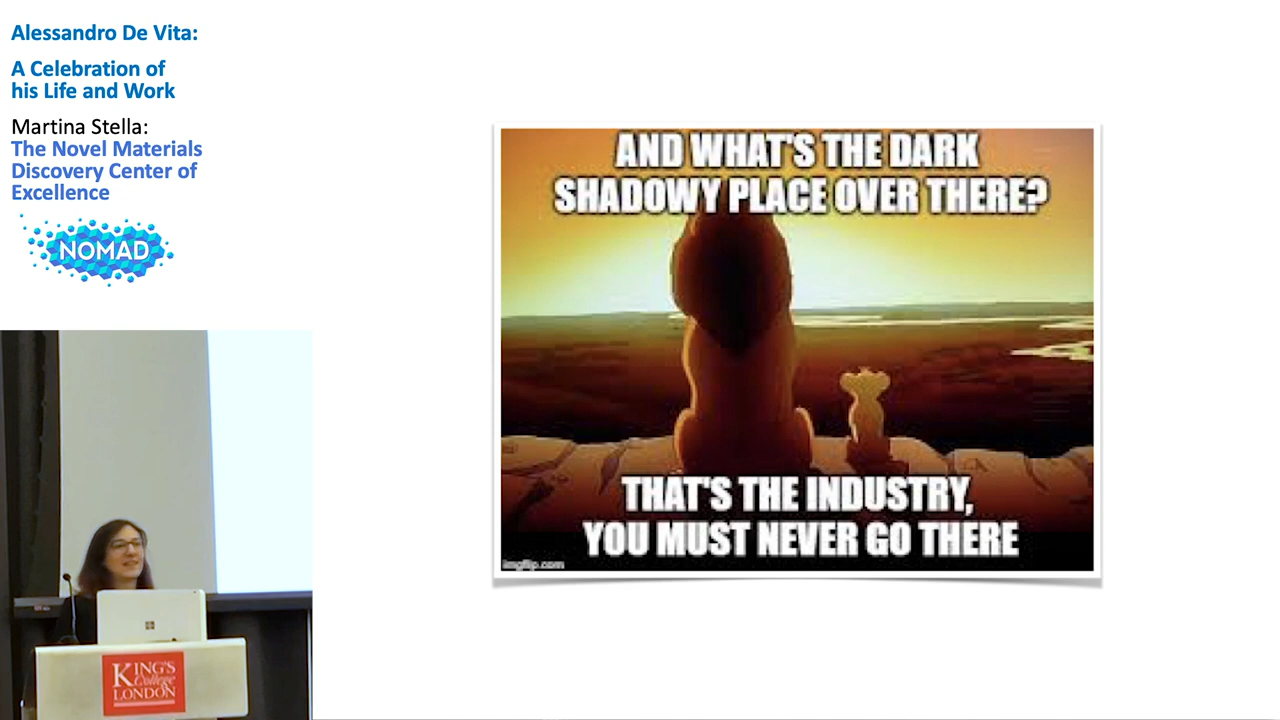 Alessandro De Vita:
A Celebration of
his Life and Work
Martina Stella:
The Novel Materials
Discovery Center of
Excellence
NOMAD
AND WHAT'S THE DARK
SHADOWY PLACE OVER THERE?
THAT'S THE INDUSTRY,
YOU MUST NEVER GO THERE
imgflip.com
KING'S
College
LONDON